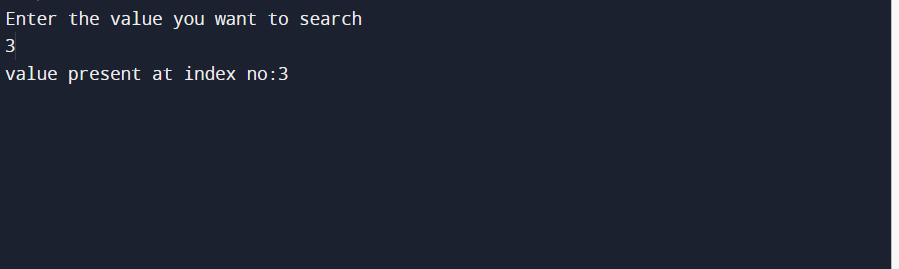 Enter the value you want to search
3
value present at index no:3